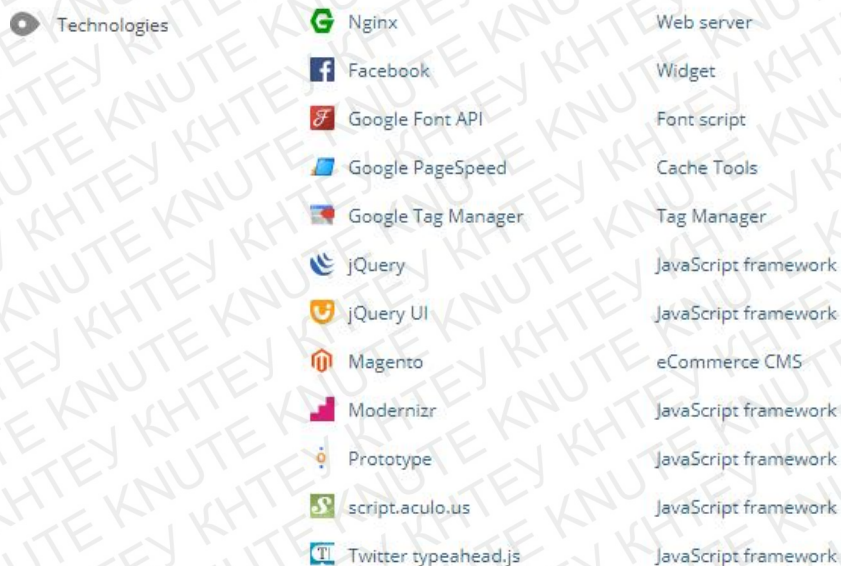 Technologies
Nginx Web server
Facebook Widget
Google Font API Font script
Google PageSpeed Cache Tools
Google Tag Manager Tag Manager
jQuery JavaScript framework
jQuery UI JavaScript framework
Magento eCommerce CMS
Modernizr JavaScript framework
Prototype JavaScript framework
script.aculo.us JavaScript framework
Twitter typeahead.js JavaScript framework
KNUTE КНТЕУ